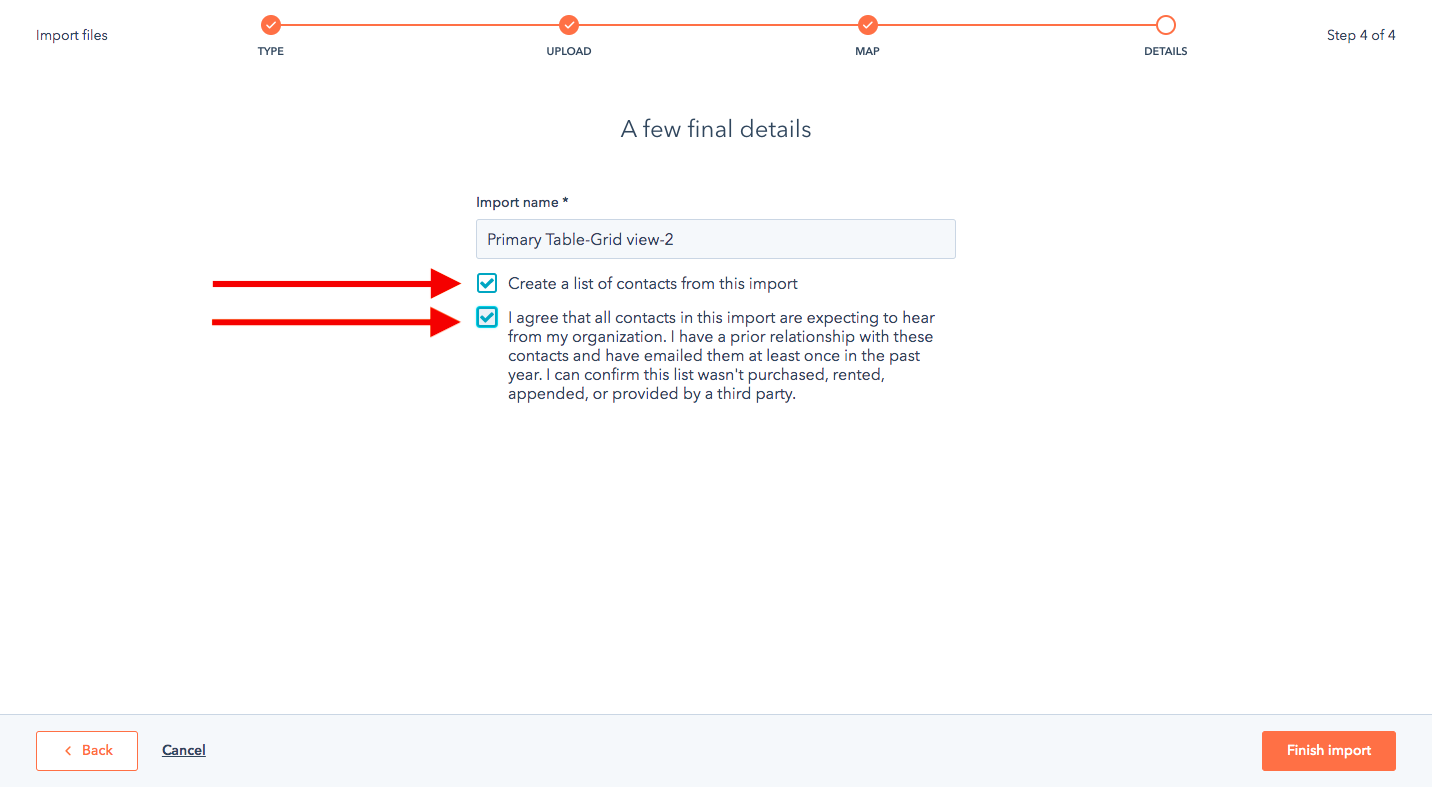 Import files
TYPE
UPLOAD
MAP
DETAILS
Step 4 of 4
A few final details
Import name *
Primary Table-Grid view-2
Create a list of contacts from this import
I agree that all contacts in this import are expecting to hear
from my organization. I have a prior relationship with these
contacts and have emailed them at least once in the past
year. I can confirm this list wasn't purchased, rented,
appended, or provided by a third party.
Back
Cancel
Finish import